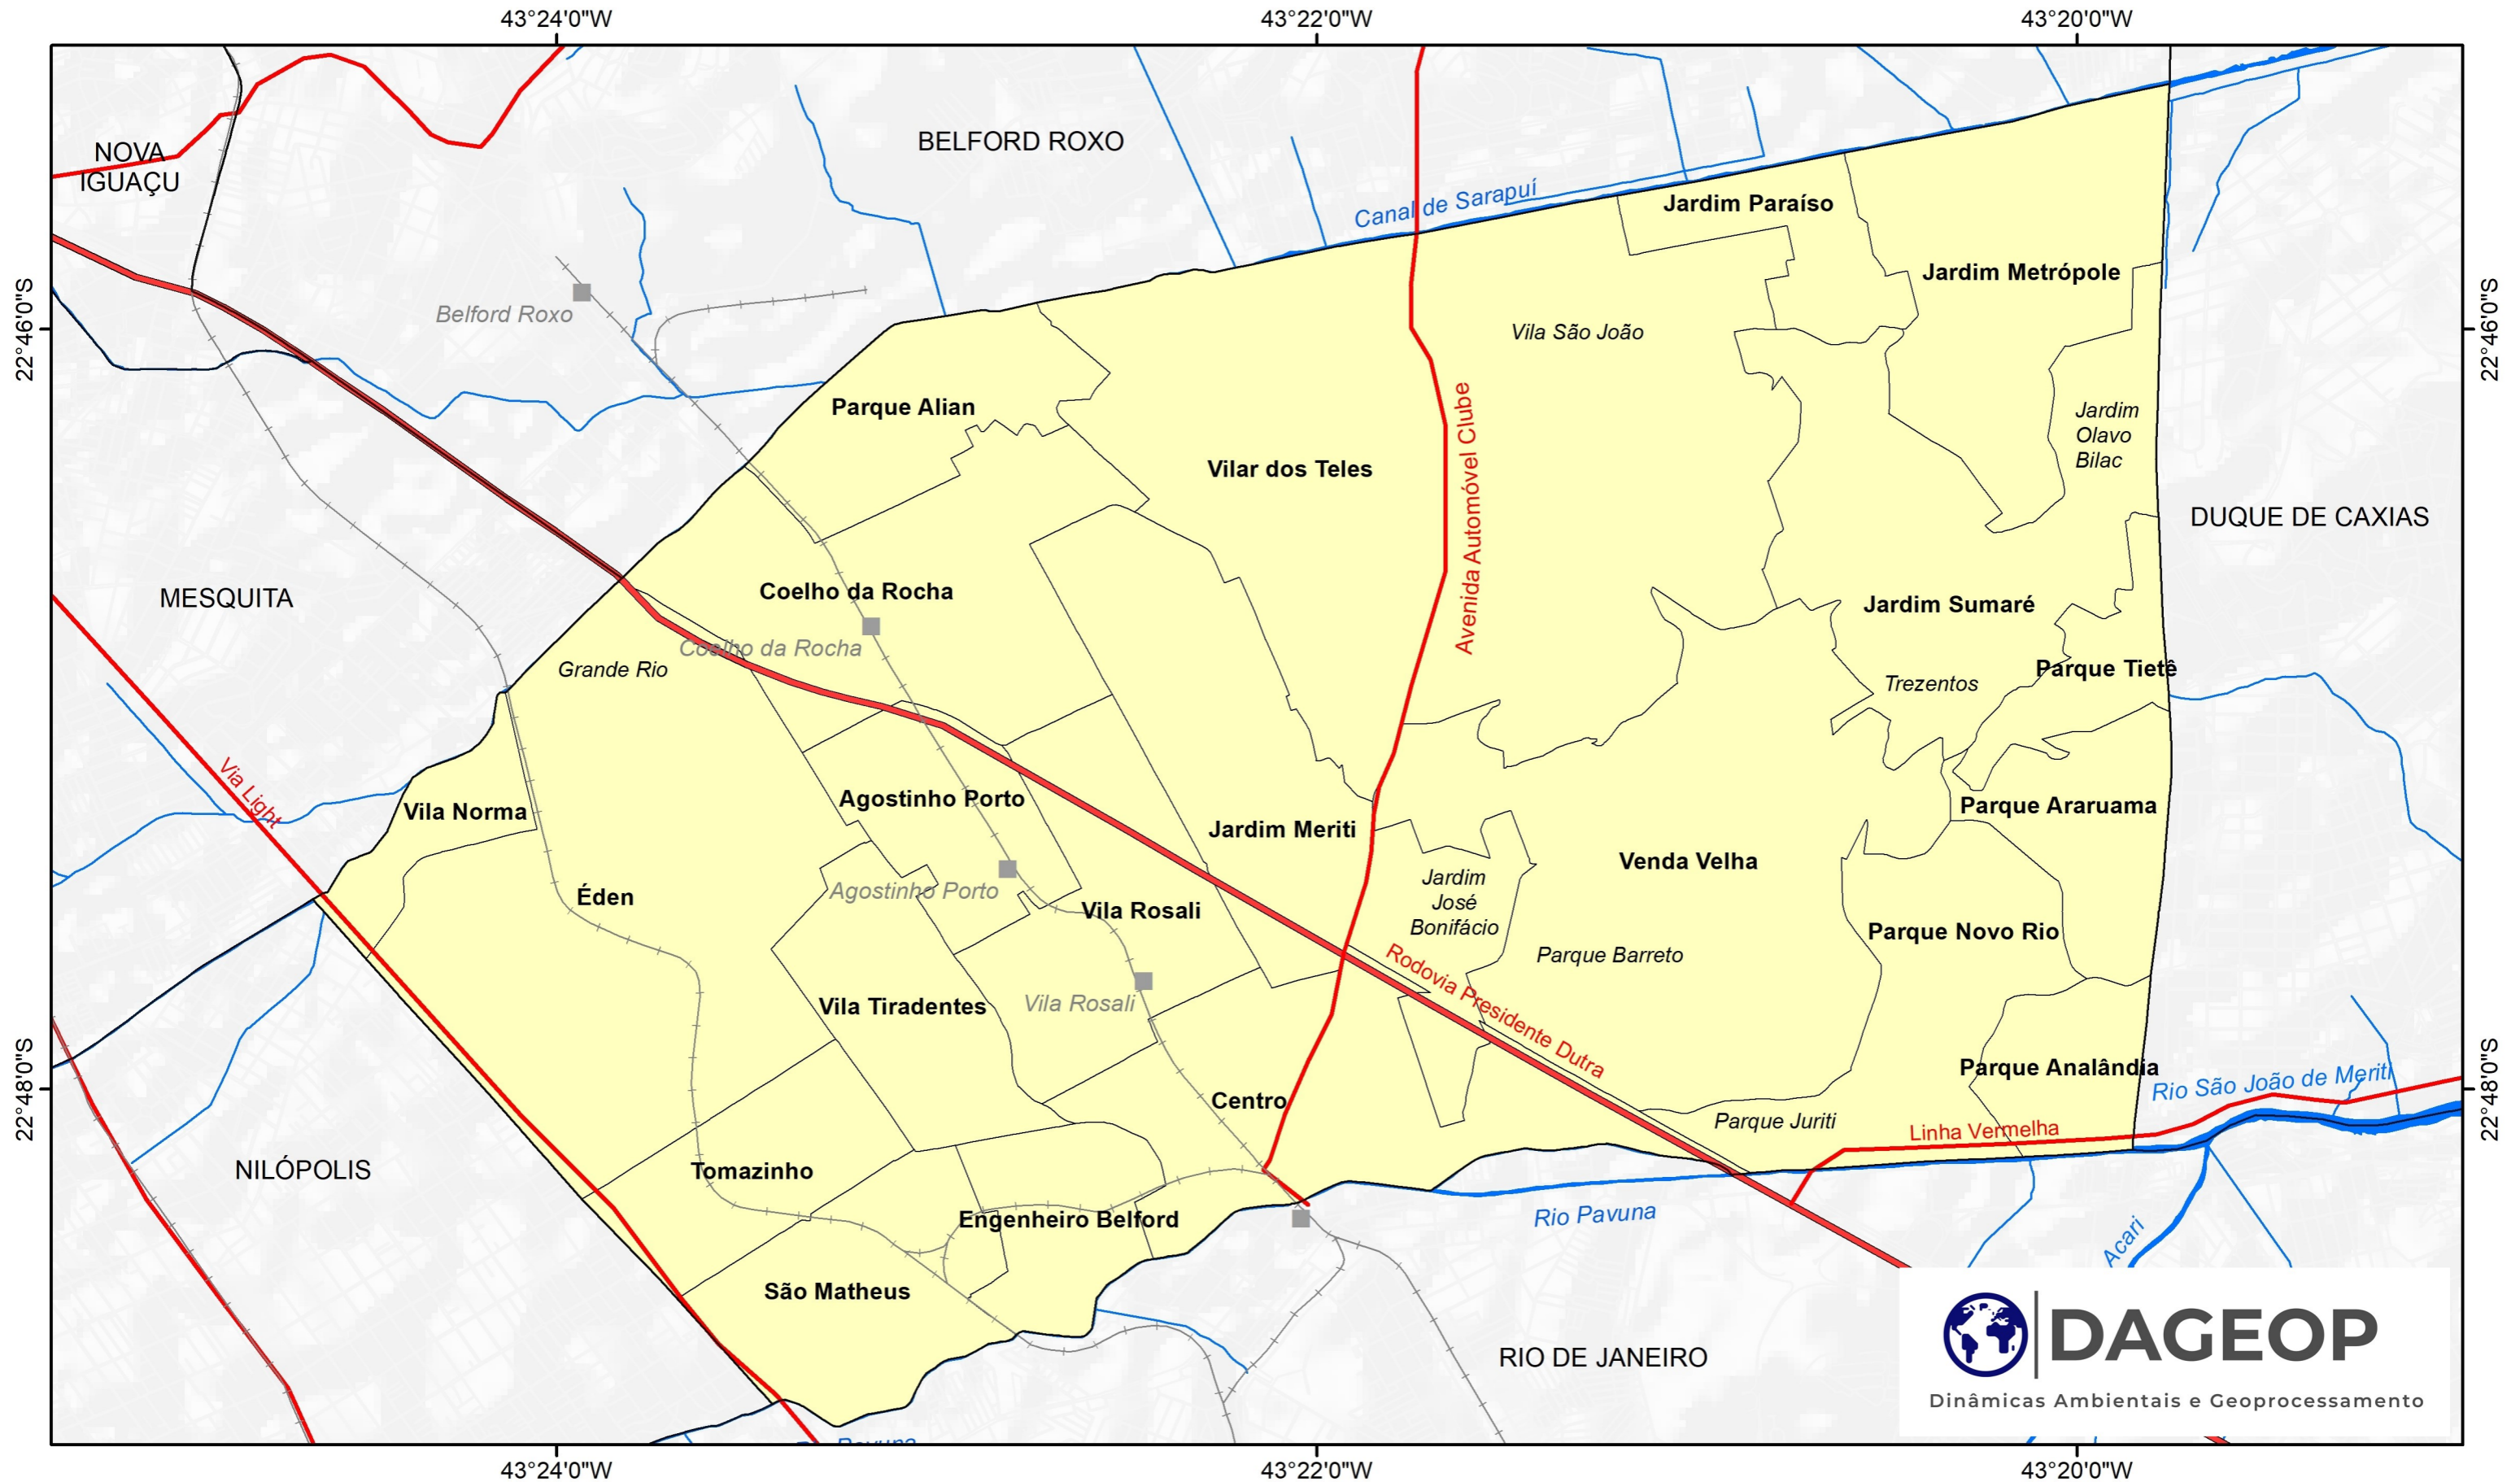 43°24'0"W
43°22'0"W
43°20'0"W
NOVA
IGUAÇU
BELFORD ROXO
Canal de Sarapuí
Jardim Paraíso
Jardim Metrópole
22°46'0"S
22°46'0"S
Belford Roxo
Vila São João
Parque Alian
Jardim
Olavo
Bilac
Vilar dos Teles
Avenida Automóvel Clube
DUQUE DE CAXIAS
MESQUITA
Coelho da Rocha
Jardim Sumaré
Coelho da Rocha
Grande Rio
Trezentos
Parque Tietê
Via Light
Vila Norma
Agostinho Porto
Jardim Meriti
Parque Araruama
Venda Velha
Éden
Agostinho Porto
Vila Rosali
Jardim
José
Bonifácio
Parque Novo Rio
Parque Barreto
Vila Tiradentes
Vila Rosali
Rodovia Presidente Dutra
Parque Analândia
Rio São João de Meriti
22°48'0"S
22°48'0"S
Centro
Parque Juriti
Linha Vermelha
NILÓPOLIS
Tomazinho
Engenheiro Belford
Rio Pavuna
Acari
São Matheus
RIO DE JANEIRO
DAGEOP
Dinâmicas Ambientais e Geoprocessamento
43°24'0"W
43°22'0"W
43°20'0"W